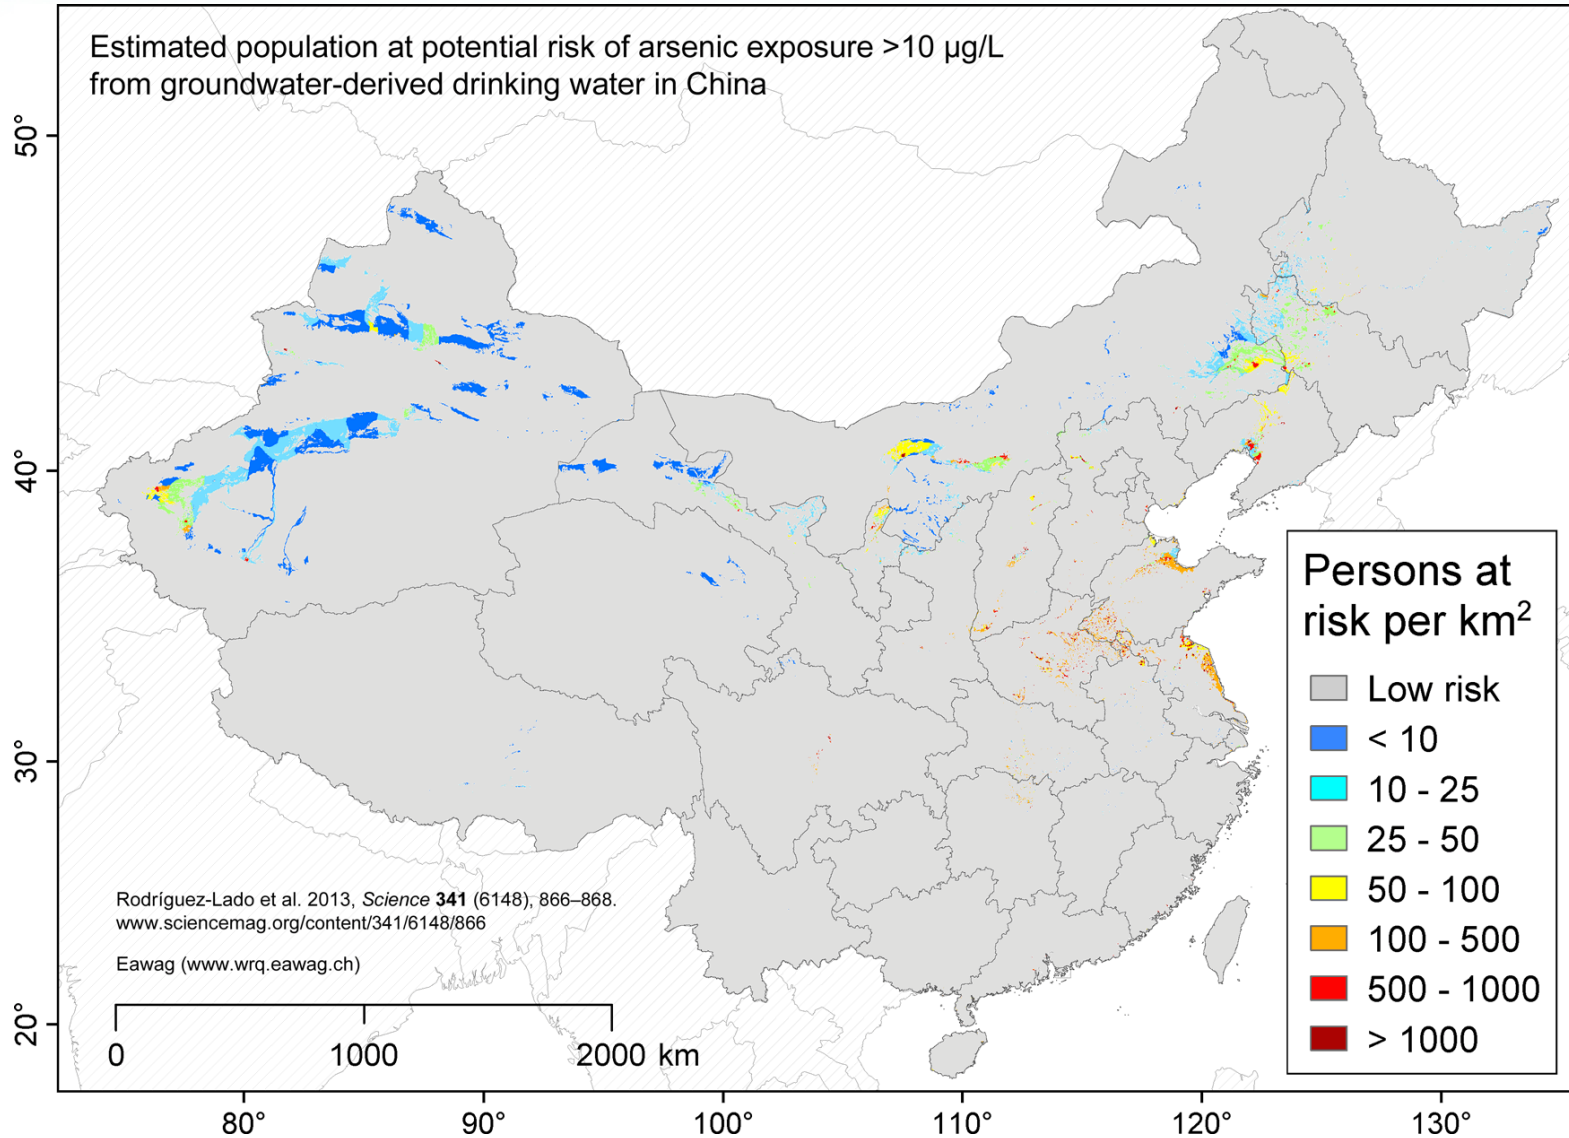 Estimated population at potential risk of arsenic exposure >10 µg/L
from groundwater-derived drinking water in China
50°
40°
30°
20°
Persons at
risk per km²
Low risk
< 10
10 - 25
25 - 50
50 - 100
100 - 500
500 - 1000
> 1000
Rodríguez-Lado et al. 2013, Science 341 (6148), 866–868.
www.sciencemag.org/content/341/6148/866
Eawag (www.wrq.eawag.ch)
0 1000 2000 km
80° 90° 100° 110° 120° 130°